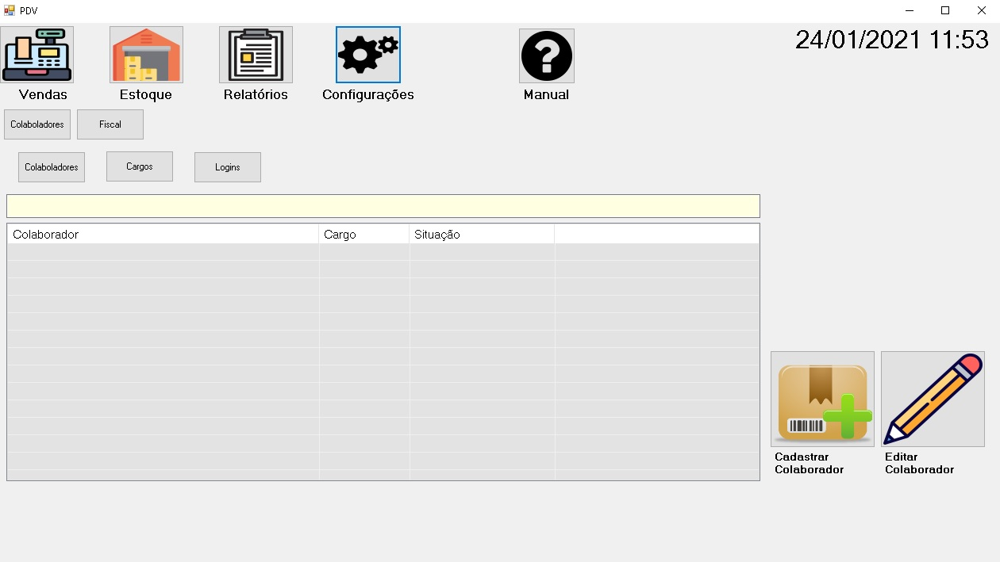 PDV
24/01/2021 11:53
Vendas
Estoque
Relatórios
Configurações
Manual
Colaboladores
Fiscal
Colaboladores
Cargos
Logins
Colaborador
Cargo
Situação
Cadastrar
Colaborador
Editar
Colaborador